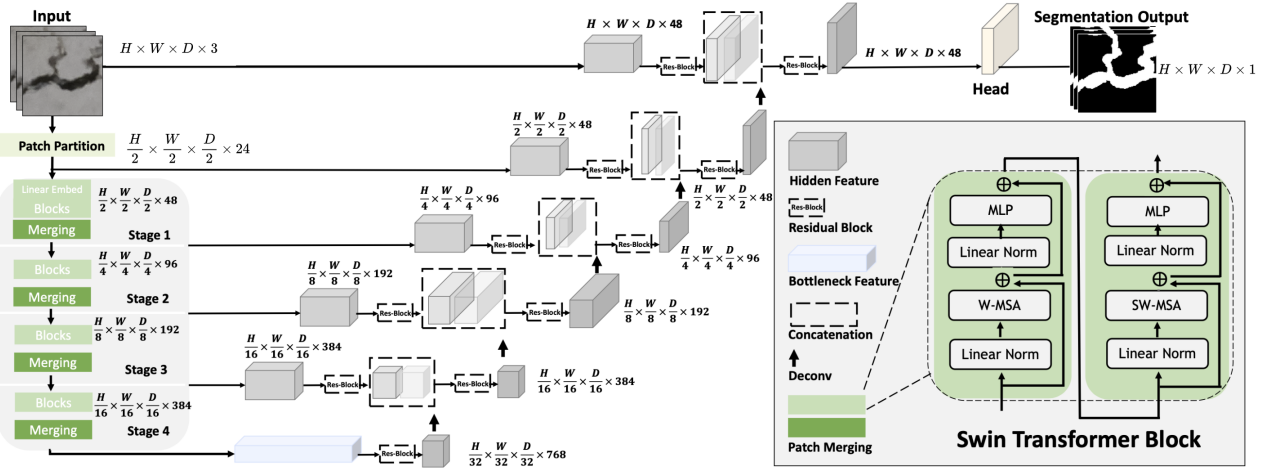 Input
H × W × D × 3
Patch Partition
H/2 × W/2 × D/2 × 24
Linear Embed
Blocks
H/2 × W/2 × D/2 × 48
Merging
Stage 1
Blocks
H/4 × W/4 × D/4 × 96
Merging
Stage 2
Blocks
H/8 × W/8 × D/8 × 192
Merging
Stage 3
Blocks
H/16 × W/16 × D/16 × 384
Merging
Stage 4
H × W × D × 48
Res-Block
Res-Block
H × W × D × 48
Head
Segmentation Output
H × W × D × 1
H/2 × W/2 × D/2 × 48
Res-Block
Res-Block
H/2 × W/2 × D/2 × 48
H/4 × W/4 × D/4 × 96
Res-Block
Res-Block
H/4 × W/4 × D/4 × 96
H/8 × W/8 × D/8 × 192
Res-Block
Res-Block
H/8 × W/8 × D/8 × 192
H/16 × W/16 × D/16 × 384
Res-Block
Res-Block
H/16 × W/16 × D/16 × 384
Res-Block
H/32 × W/32 × D/32 × 768
Hidden Feature
Res-Block
Residual Block
Bottleneck Feature
Concatenation
Deconv
Patch Merging
MLP
Linear Norm
W-MSA
Linear Norm
MLP
Linear Norm
SW-MSA
Linear Norm
Swin Transformer Block